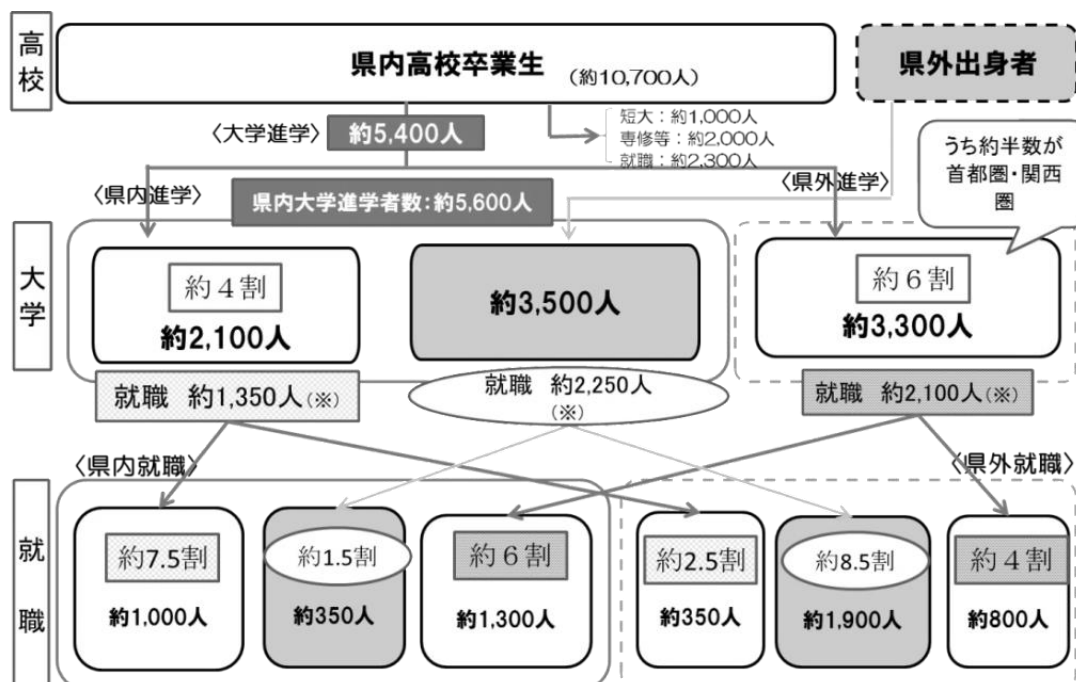 高校
県内高校卒業生 (約10,700人)
県外出身者
〈大学進学〉
約5,400人
短大：約1,000人
専修等：約2,000人
就職：約2,300人
うち約半数が
首都圏・関西
圏
〈県内進学〉
県内大学進学者数：約5,600人
〈県外進学〉
大学
約４割
約2,100人
約3,500人
約６割
約3,300人
就職 約1,350人(※)
就職 約2,250人
(※)
就職 約2,100人(※)
〈県内就職〉
〈県外就職〉
就職
約7.5割
約1,000人
約1.5割
約350人
約６割
約1,300人
約2.5割
約350人
約8.5割
約1,900人
約４割
約800人